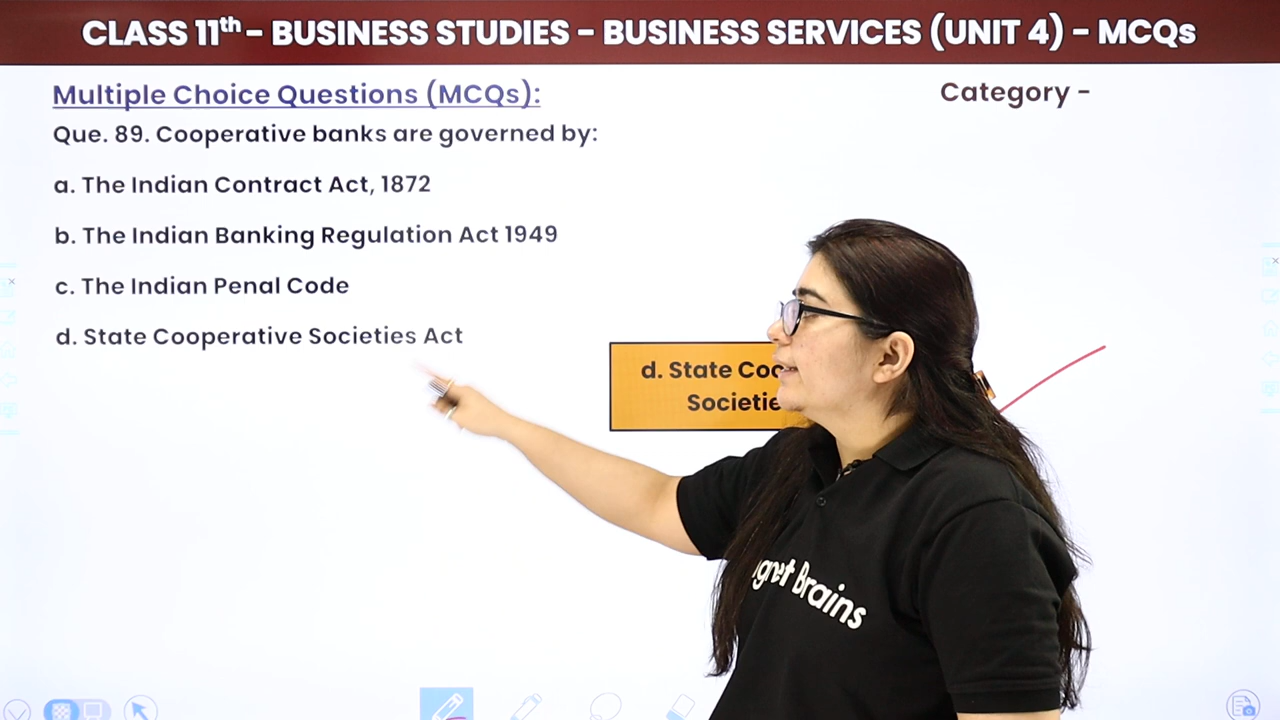 CLASS 11th – BUSINESS STUDIES – BUSINESS SERVICES (UNIT 4) – MCQs
Multiple Choice Questions (MCQs):
Category -
Que. 89. Cooperative banks are governed by:
a. The Indian Contract Act, 1872
b. The Indian Banking Regulation Act 1949
c. The Indian Penal Code
d. State Cooperative Societies Act
d. State
Brains